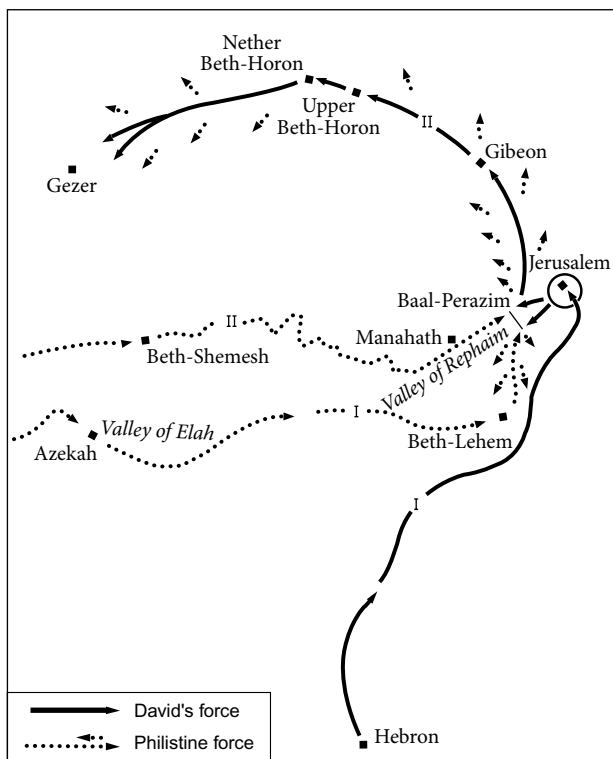 Nether
Beth-Horon
Upper
Beth-Horon
II
Gibeon
Gezer
Jerusalem
Baal-Perazim
II
Manahath
Beth-Shemesh
Valley of Rephaim
I
Valley of Elah
Beth-Lehem
Azekah
I
David's force
Philistine force
Hebron